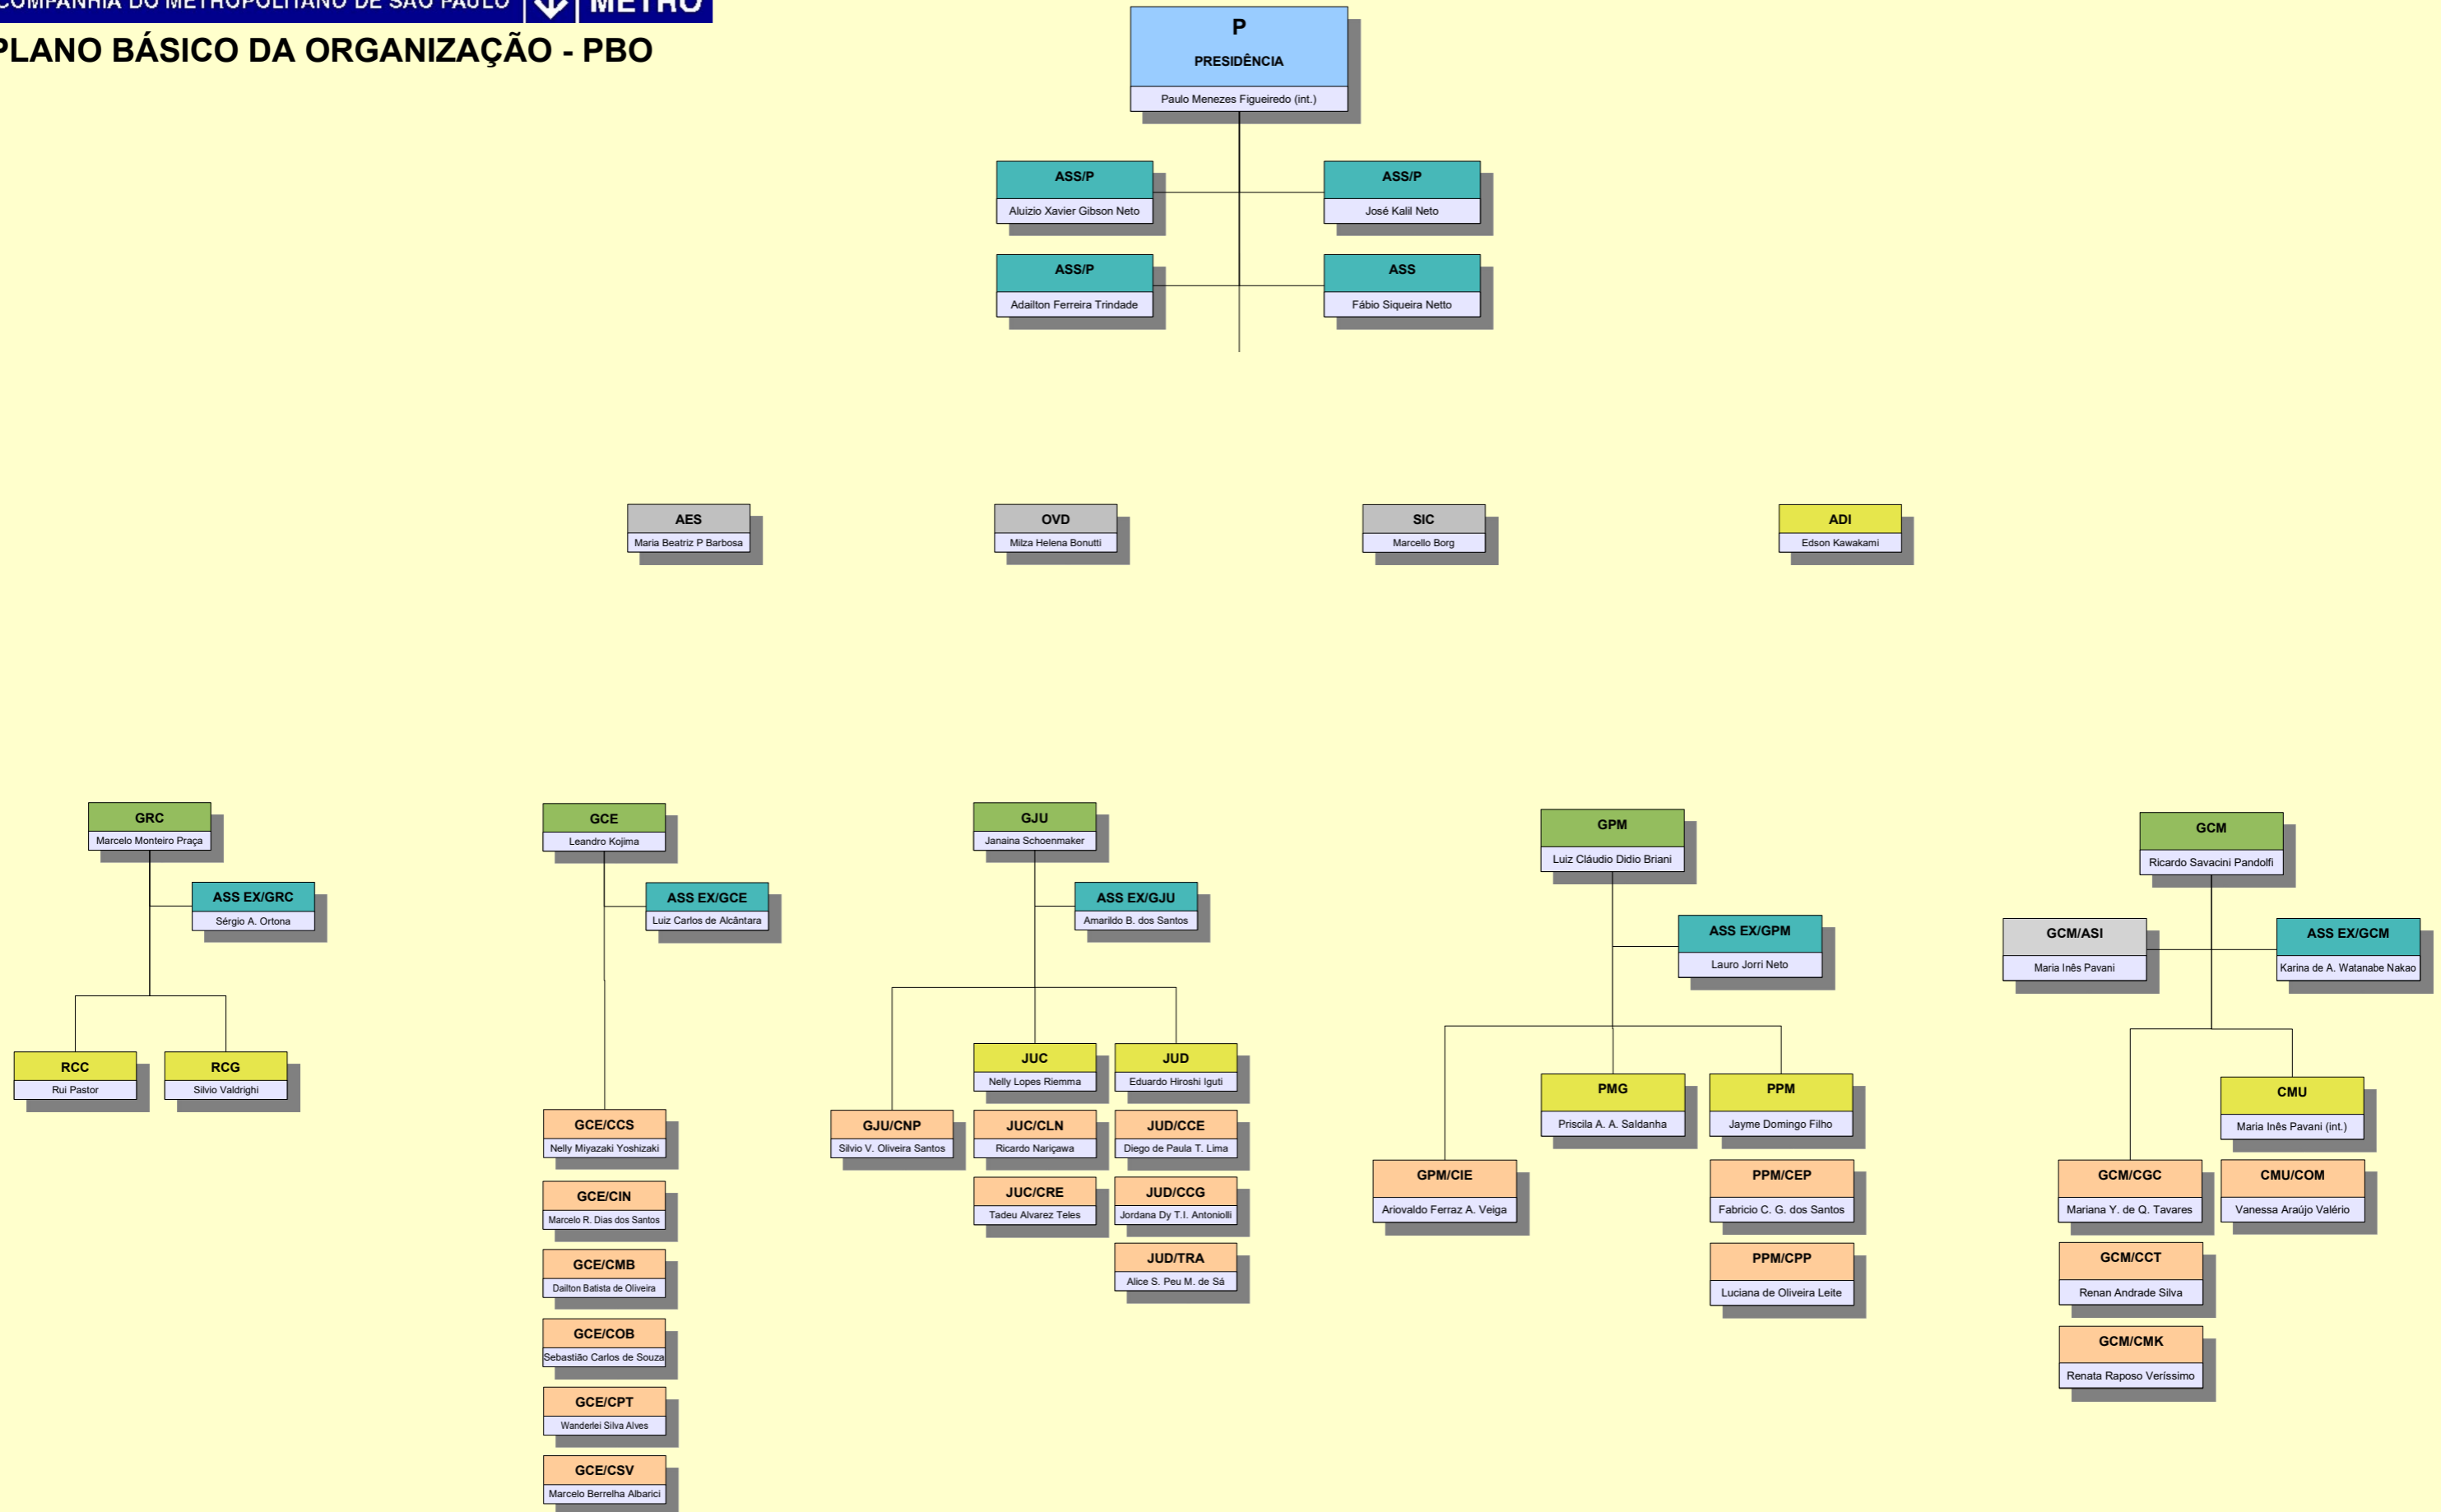 COMPANHIA DO METROPOLITANO DE SÃO PAULO METRÔ
PLANO BÁSICO DA ORGANIZAÇÃO - PBO
P
PRESIDÊNCIA
Paulo Menezes Figueiredo (int.)
ASS/P
Aluizio Xavier Gibson Neto
ASS/P
José Kalil Neto
ASS/P
Adailton Ferreira Trindade
ASS
Fábio Siqueira Netto
AES
Maria Beatriz P Barbosa
OVD
Milza Helena Bonutti
SIC
Marcello Borg
ADI
Edson Kawakami
GRC
Marcelo Monteiro Praça
ASS EX/GRC
Sérgio A. Ortona
RCC
Rui Pastor
RCG
Silvio Valdrighi
GCE
Leandro Kojima
ASS EX/GCE
Luiz Carlos de Alcântara
GCE/CCS
Nelly Miyazaki Yoshizaki
GCE/CIN
Marcelo R. Dias dos Santos
GCE/CMB
Dailton Batista de Oliveira
GCE/COB
Sebastião Carlos de Souza
GCE/CPT
Wanderlei Silva Alves
GCE/CSV
Marcelo Berrelha Albarici
GJU
Janaina Schoenmaker
ASS EX/GJU
Amarildo B. dos Santos
GJU/CNP
Silvio V. Oliveira Santos
JUC
Nelly Lopes Riemma
JUC/CLN
Ricardo Nariçawa
JUC/CRE
Tadeu Alvarez Teles
JUD
Eduardo Hiroshi Iguti
JUD/CCE
Diego de Paula T. Lima
JUD/CCG
Jordana Dy T.I. Antoniolli
JUD/TRA
Alice S. Peu M. de Sá
GPM
Luiz Cláudio Didio Briani
ASS EX/GPM
Lauro Jorri Neto
GPM/CIE
Ariovaldo Ferraz A. Veiga
PMG
Priscila A. A. Saldanha
PPM
Jayme Domingo Filho
PPM/CEP
Fabricio C. G. dos Santos
PPM/CPP
Luciana de Oliveira Leite
GCM
Ricardo Savacini Pandolfi
GCM/ASI
Maria Inês Pavani
ASS EX/GCM
Karina de A. Watanabe Nakao
GCM/CGC
Mariana Y. de Q. Tavares
GCM/CCT
Renan Andrade Silva
GCM/CMK
Renata Raposo Veríssimo
CMU
Maria Inês Pavani (int.)
CMU/COM
Vanessa Araújo Valério